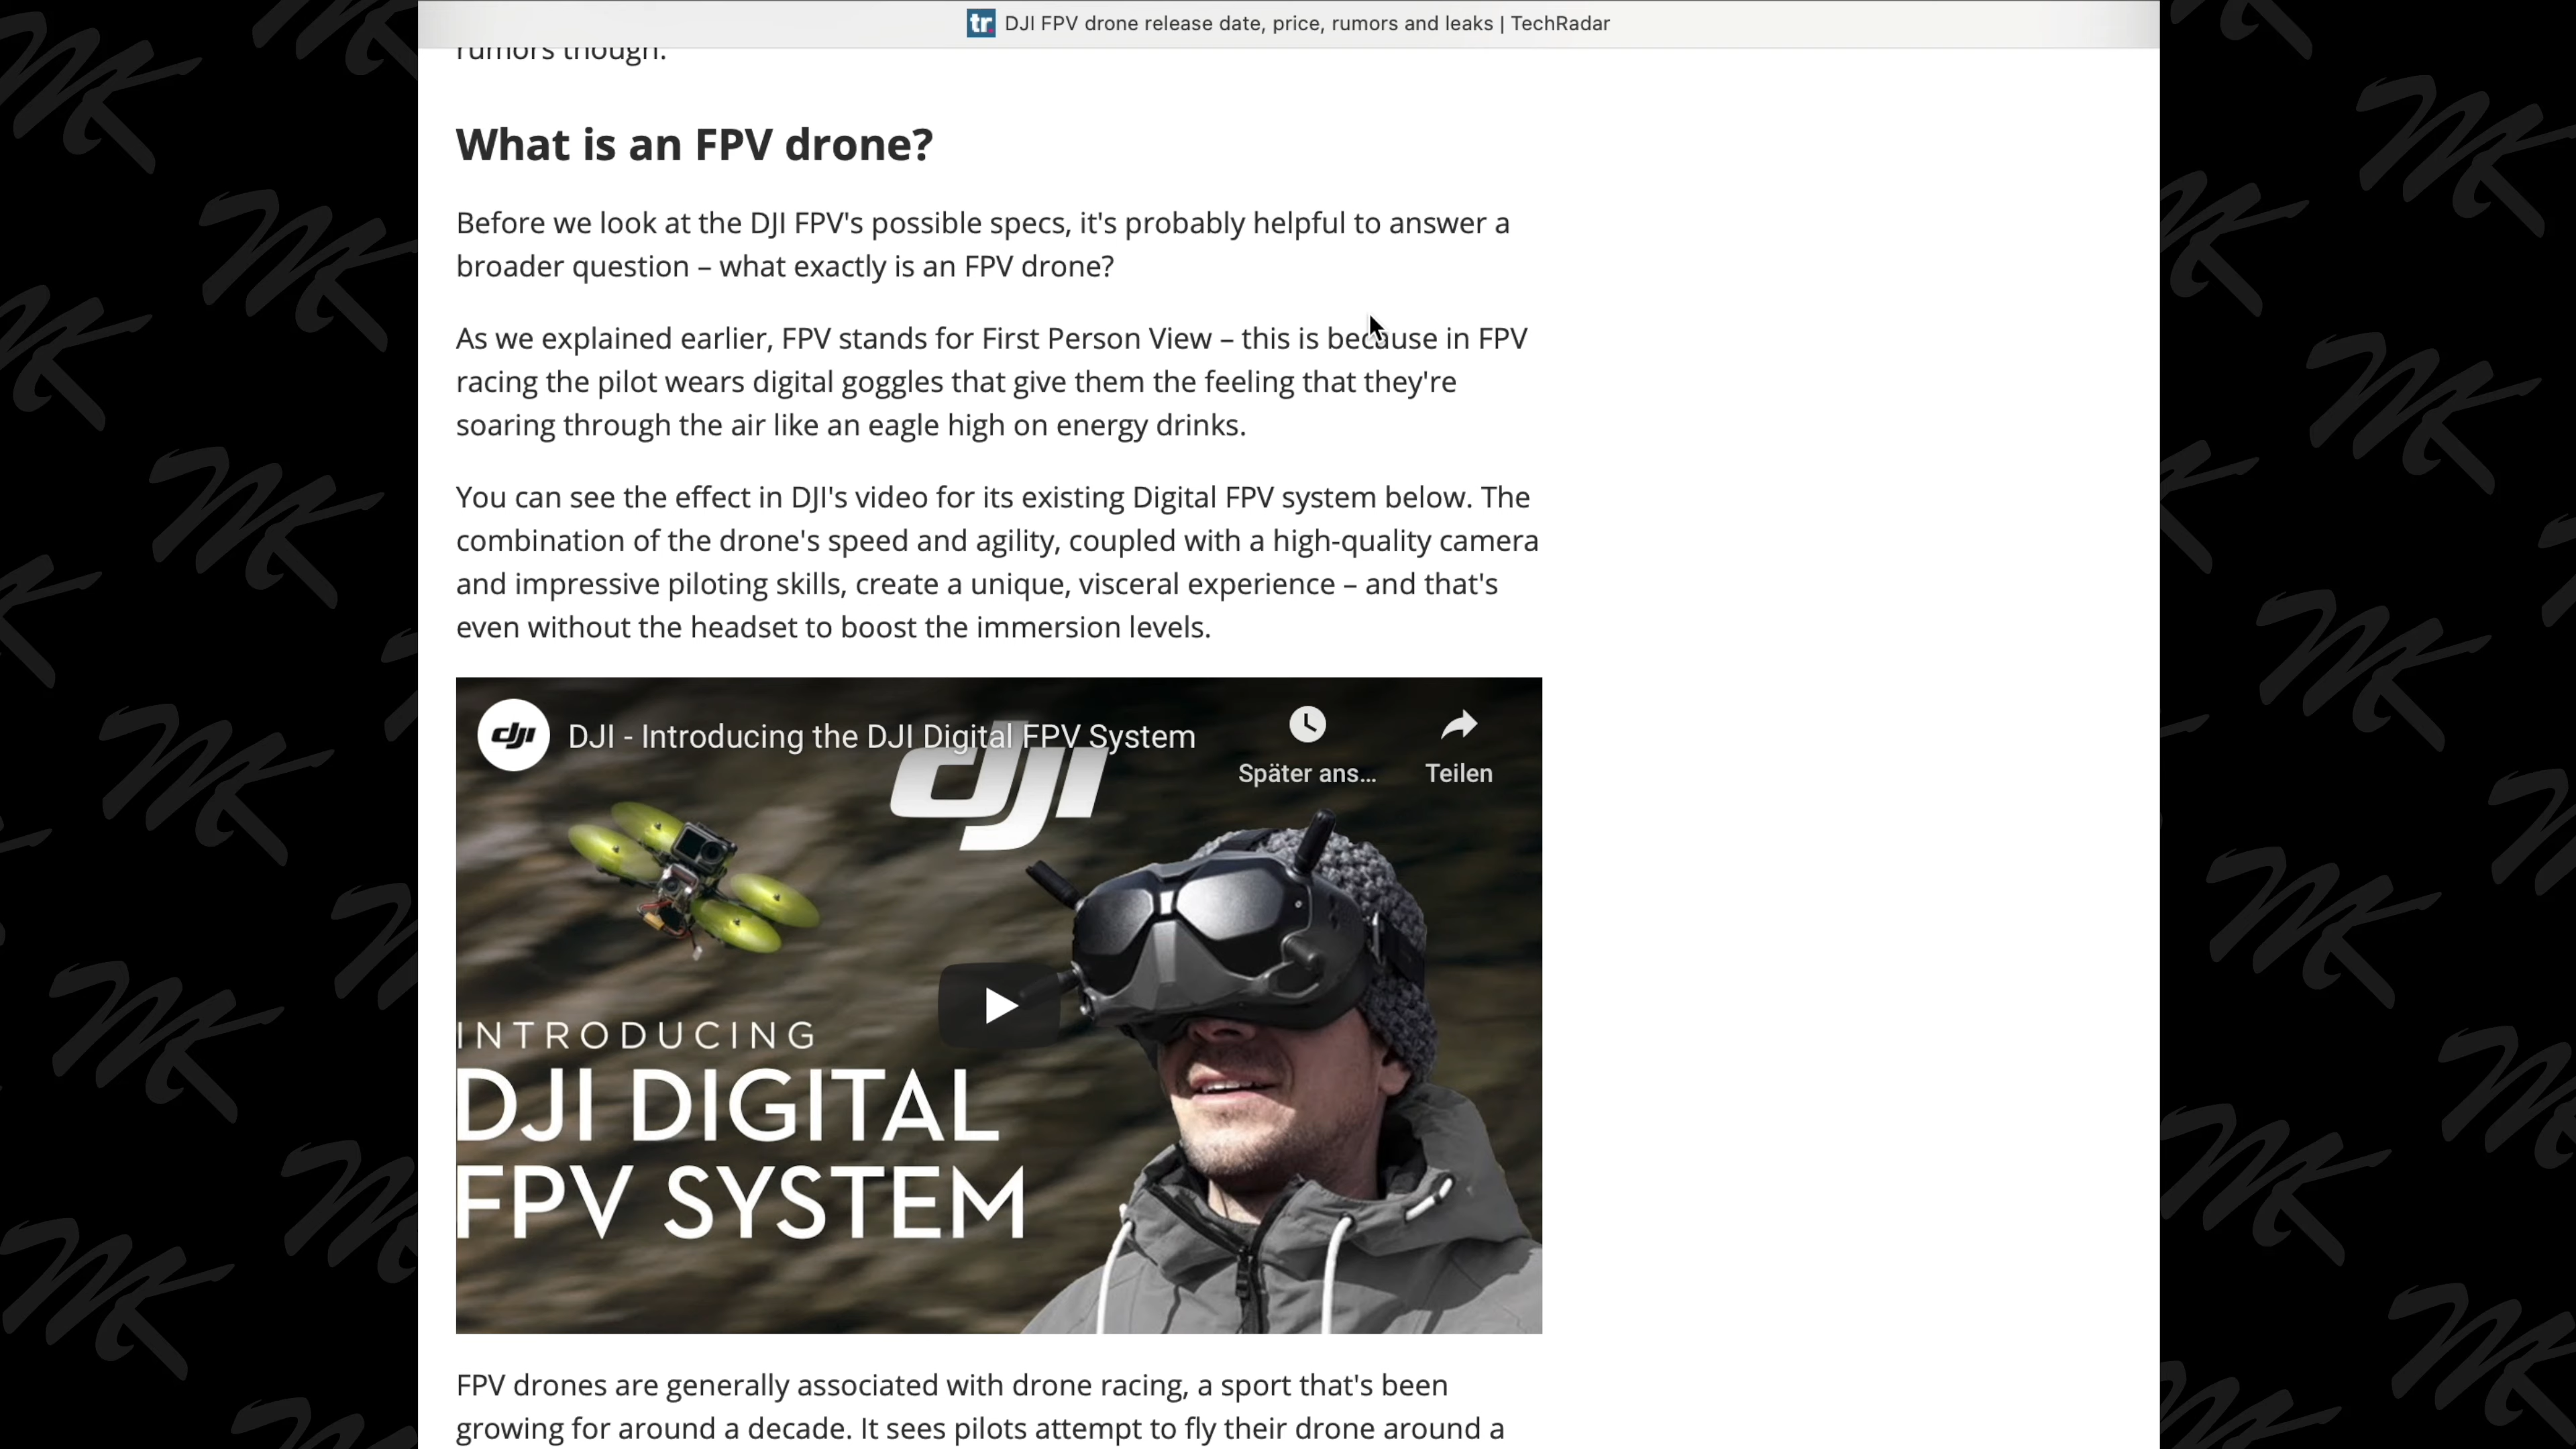 tr. DJI FPV drone release date, price, rumors and leaks | TechRadar
rumors though.
What is an FPV drone?
Before we look at the DJI FPV's possible specs, it's probably helpful to answer a
broader question – what exactly is an FPV drone?
As we explained earlier, FPV stands for First Person View – this is because in FPV
racing the pilot wears digital goggles that give them the feeling that they're
soaring through the air like an eagle high on energy drinks.
You can see the effect in DJI's video for its existing Digital FPV system below. The
combination of the drone's speed and agility, coupled with a high-quality camera
and impressive piloting skills, create a unique, visceral experience – and that's
even without the headset to boost the immersion levels.
dji DJI - Introducing the DJI Digital FPV System
Später ans... Teilen
dji
INTRODUCING
DJI DIGITAL
FPV SYSTEM
FPV drones are generally associated with drone racing, a sport that's been
growing for around a decade. It sees pilots attempt to fly their drone around a